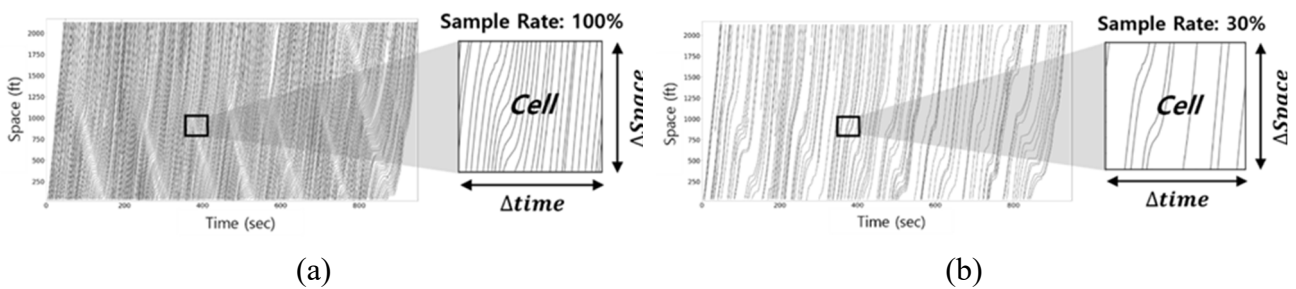 Sample Rate: 100%
2000
1750
1500
1250
1000
750
500
250
0
200
400
600
800
Space (ft)
Time (sec)
Cell
ΔSpace
Δtime
(a)
Sample Rate: 30%
2000
1750
1500
1250
1000
750
500
250
0
200
400
600
800
Space (ft)
Time (sec)
Cell
ΔSpace
Δtime
(b)